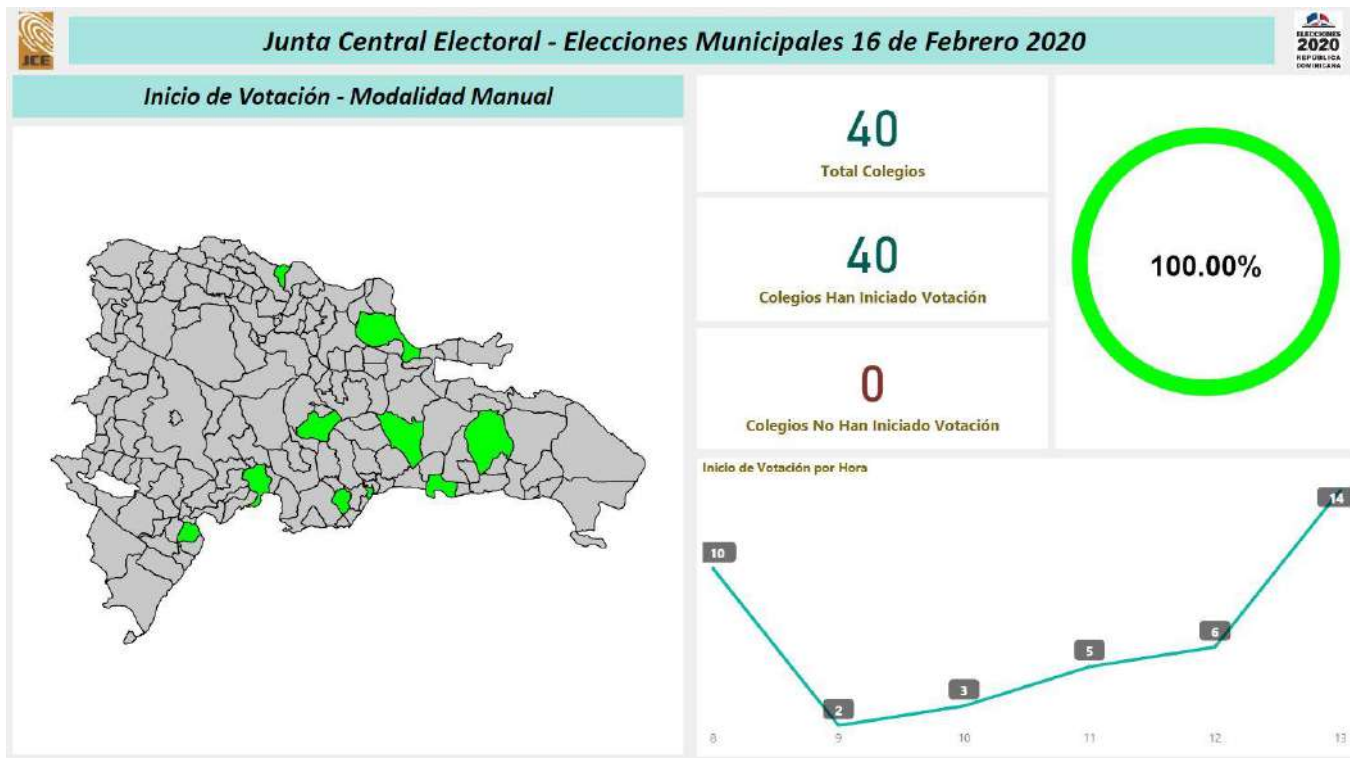 JCE
Junta Central Electoral - Elecciones Municipales 16 de Febrero 2020
ELECCIONES
2020
REPÚBLICA
DOMINICANA
Inicio de Votación - Modalidad Manual
40
Total Colegios
40
Colegios Han Iniciado Votación
0
Colegios No Han Iniciado Votación
100.00%
Inicio de Votación por Hora
10
2
3
5
6
14
8
9
10
11
12
13